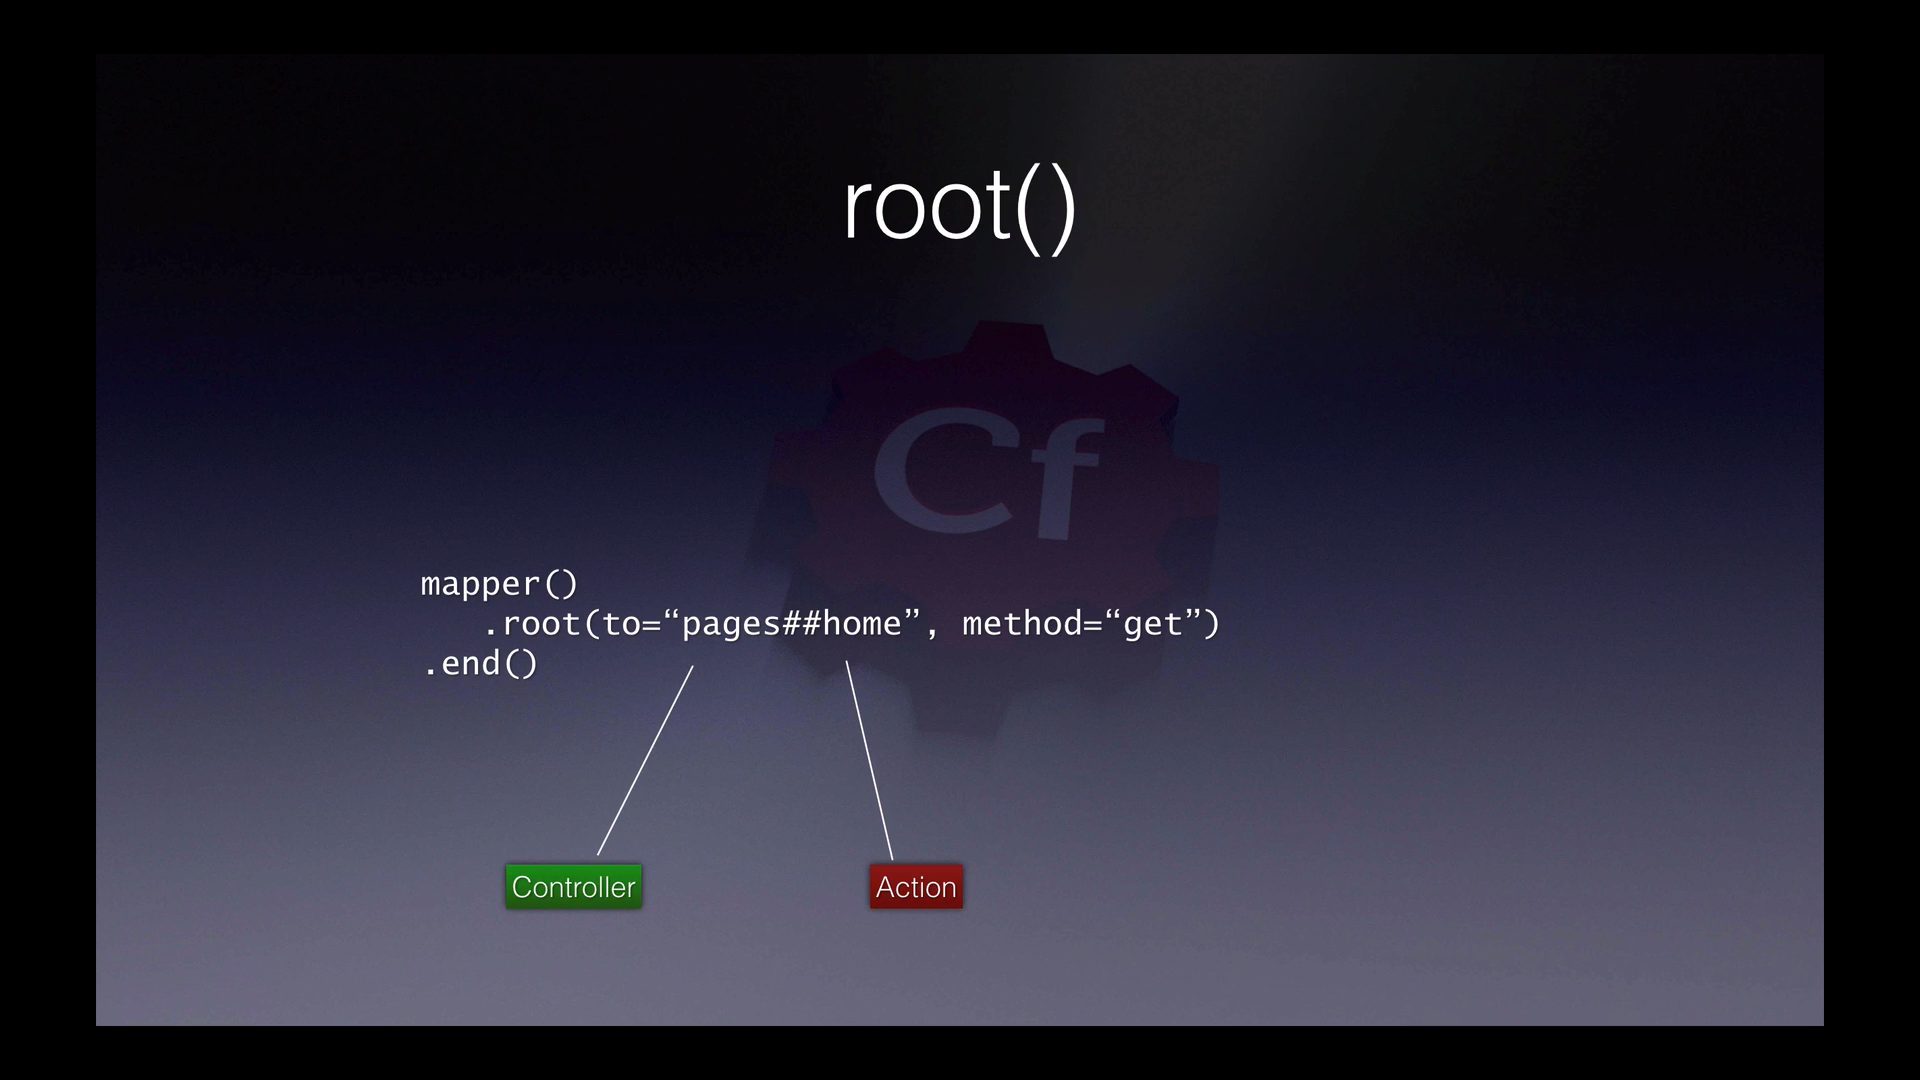 root()
Cf
mapper()
.root(to=“pages##home”, method=“get”)
.end()
Controller
Action